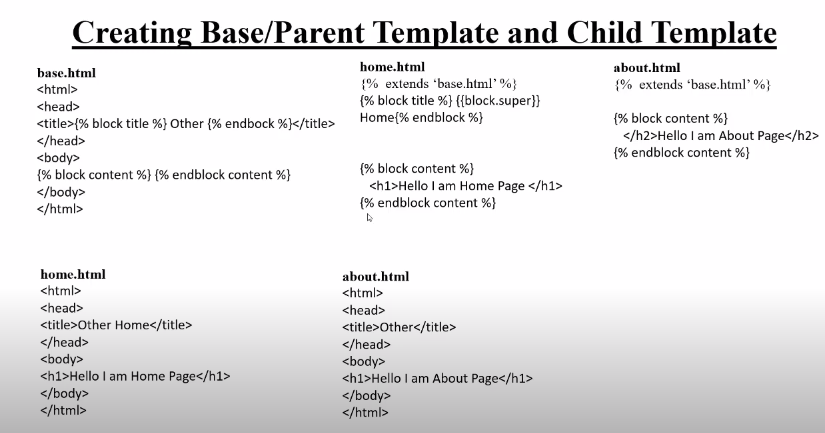 Creating Base/Parent Template and Child Template
base.html
<html>
<head>
<title>{% block title %} Other {% endbock %}</title>
</head>
<body>
{% block content %} {% endblock content %}
</body>
</html>
home.html
{% extends ‘base.html’ %}
{% block title %} {{block.super}}
Home{% endblock %}
{% block content %}
<h1>Hello I am Home Page </h1>
{% endblock content %}
about.html
{% extends ‘base.html’ %}
{% block content %}
</h2>Hello I am About Page</h2>
{% endblock content %}
home.html
<html>
<head>
<title>Other Home</title>
</head>
<body>
<h1>Hello I am Home Page</h1>
</body>
</html>
about.html
<html>
<head>
<title>Other</title>
</head>
<body>
<h1>Hello I am About Page</h1>
</body>
</html>